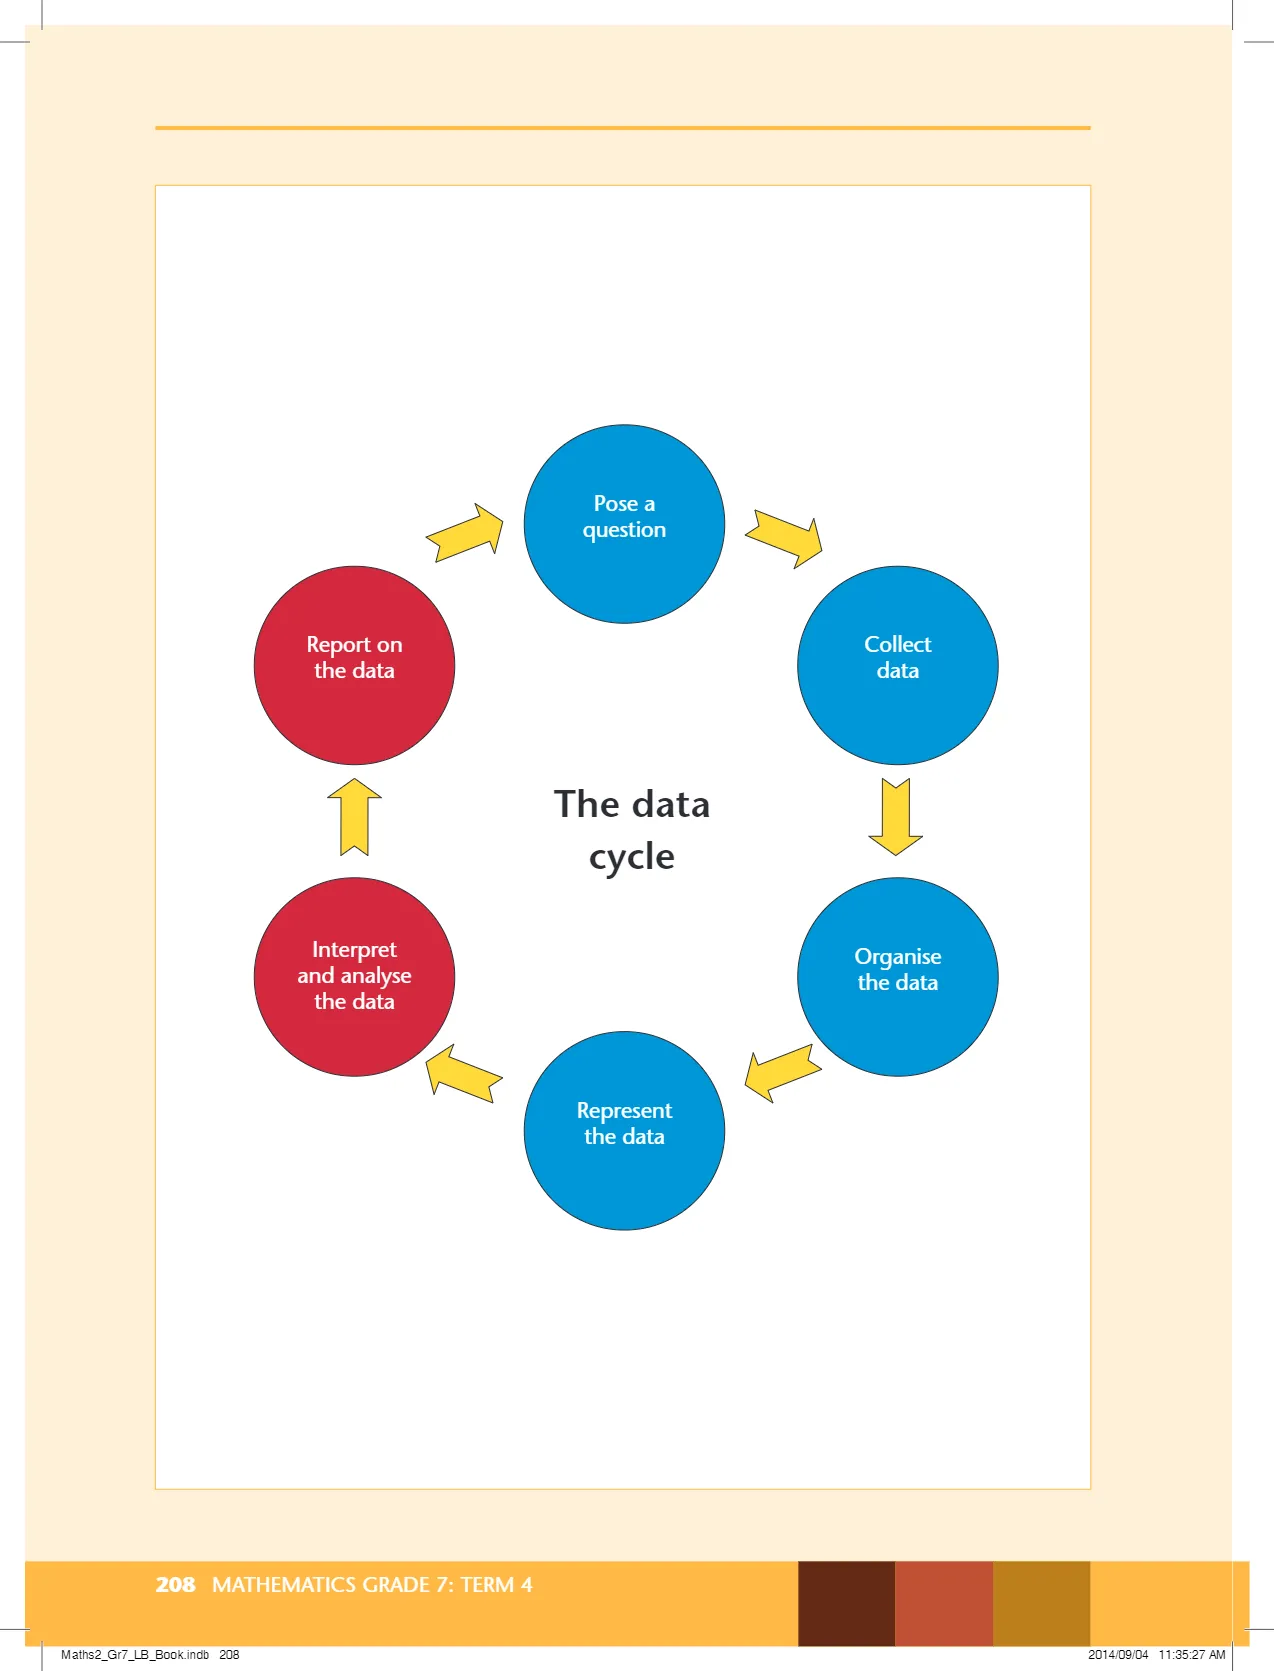 Pose a
question
Collect
data
Organise
the data
Represent
the data
Interpret
and analyse
the data
Report on
the data
The data
cycle
208 MATHEMATICS GRADE 7: TERM 4
Maths2_Gr7_LB_Book.indb 208
2014/09/04 11:35:27 AM